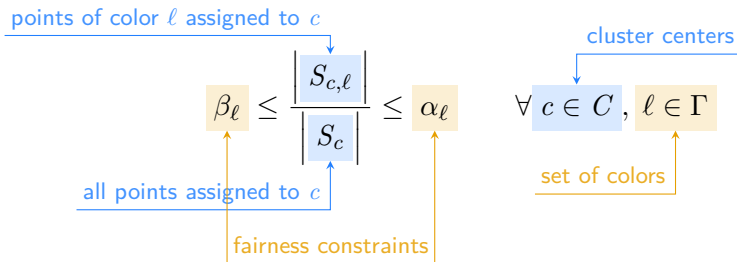 points of color ℓ assigned to c
cluster centers
β_ℓ ≤ |S_{c,ℓ}| / |S_c| ≤ α_ℓ ∀ c ∈ C, ℓ ∈ Γ
set of colors
all points assigned to c
fairness constraints